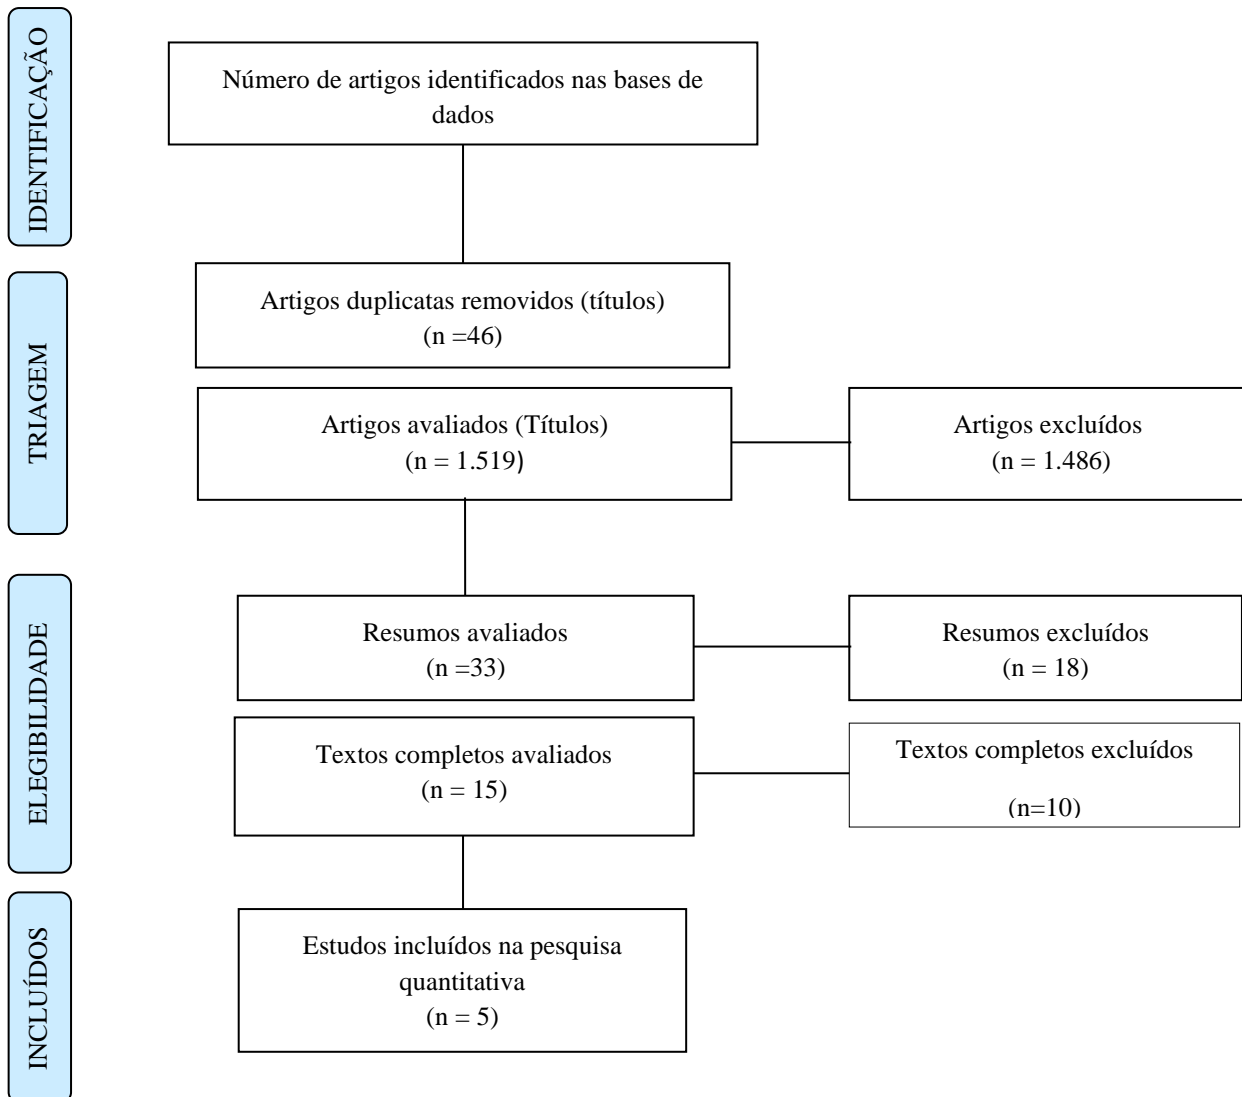 IDENTIFICAÇÃO
Número de artigos identificados nas bases de
dados
TRIAGEM
Artigos duplicatas removidos (títulos)
(n =46)
Artigos avaliados (Títulos)
(n = 1.519)
Artigos excluídos
(n = 1.486)
ELEGIBILIDADE
Resumos avaliados
(n =33)
Resumos excluídos
(n = 18)
Textos completos avaliados
(n = 15)
Textos completos excluídos
(n=10)
INCLUÍDOS
Estudos incluídos na pesquisa
quantitativa
(n = 5)